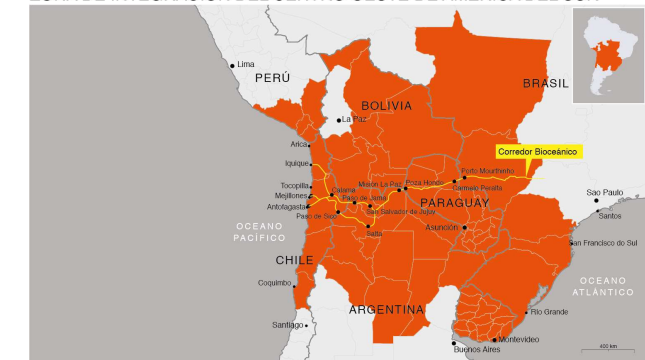 Lima
PERÚ
BRASIL
BOLIVIA
La Paz
Arica
Corredor Bioceánico
Iquique
Porto Mourthinho
Misión La Paz
Pozo Hondo
Tocopilla
Calama
Carmelo Peralta
Mejillones
Paso de Jama
PARAGUAY
Sao Paulo
Antofagasta
San Salvador de Jujuy
Paso de Sico
Santos
OCEANO
PACÍFICO
Salta
Asunción
San Francisco do Sul
CHILE
OCEANO
ATLÁNTICO
Coquimbo
ARGENTINA
Río Grande
Santiago
Montevideo
Buenos Aires
400 km